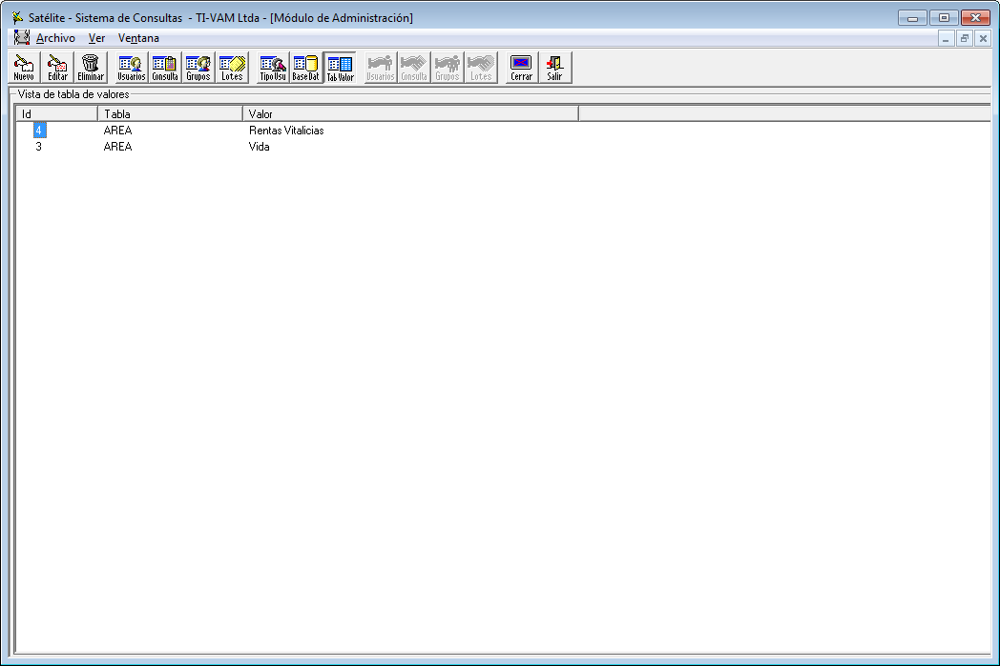 Satélite - Sistema de Consultas - TI-VAM Ltda - [Módulo de Administración]
Archivo Ver Ventana
Nuevo Editar Eliminar Usuarios Consulta Grupos Lotes Tipo Usu Base Dat Tab Valor Usuarios Consulta Grupos Lotes Cerrar Salir
Vista de tabla de valores
Id Tabla Valor
4 AREA Rentas Vitalicias
3 AREA Vida